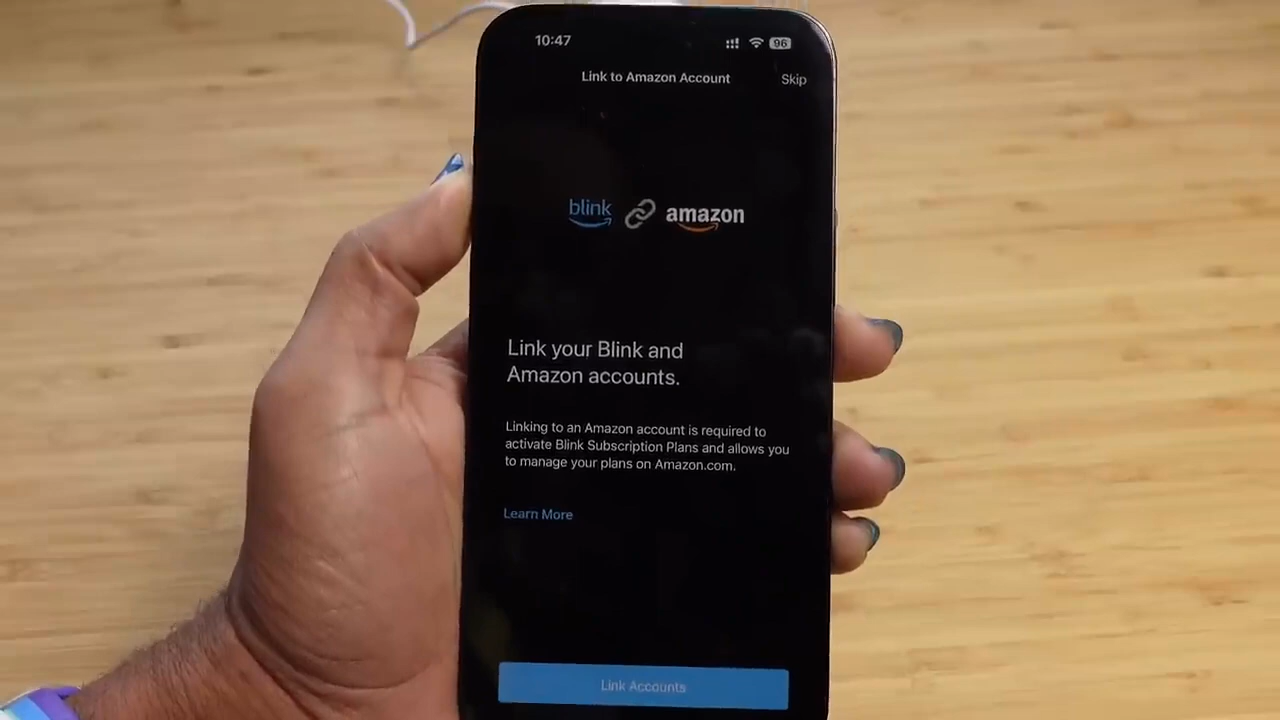 10:47
96
Link to Amazon Account
Skip
blink
amazon
Link your Blink and
Amazon accounts.
Linking to an Amazon account is required to
activate Blink Subscription Plans and allows you
to manage your plans on Amazon.com.
Learn More
Link Accounts